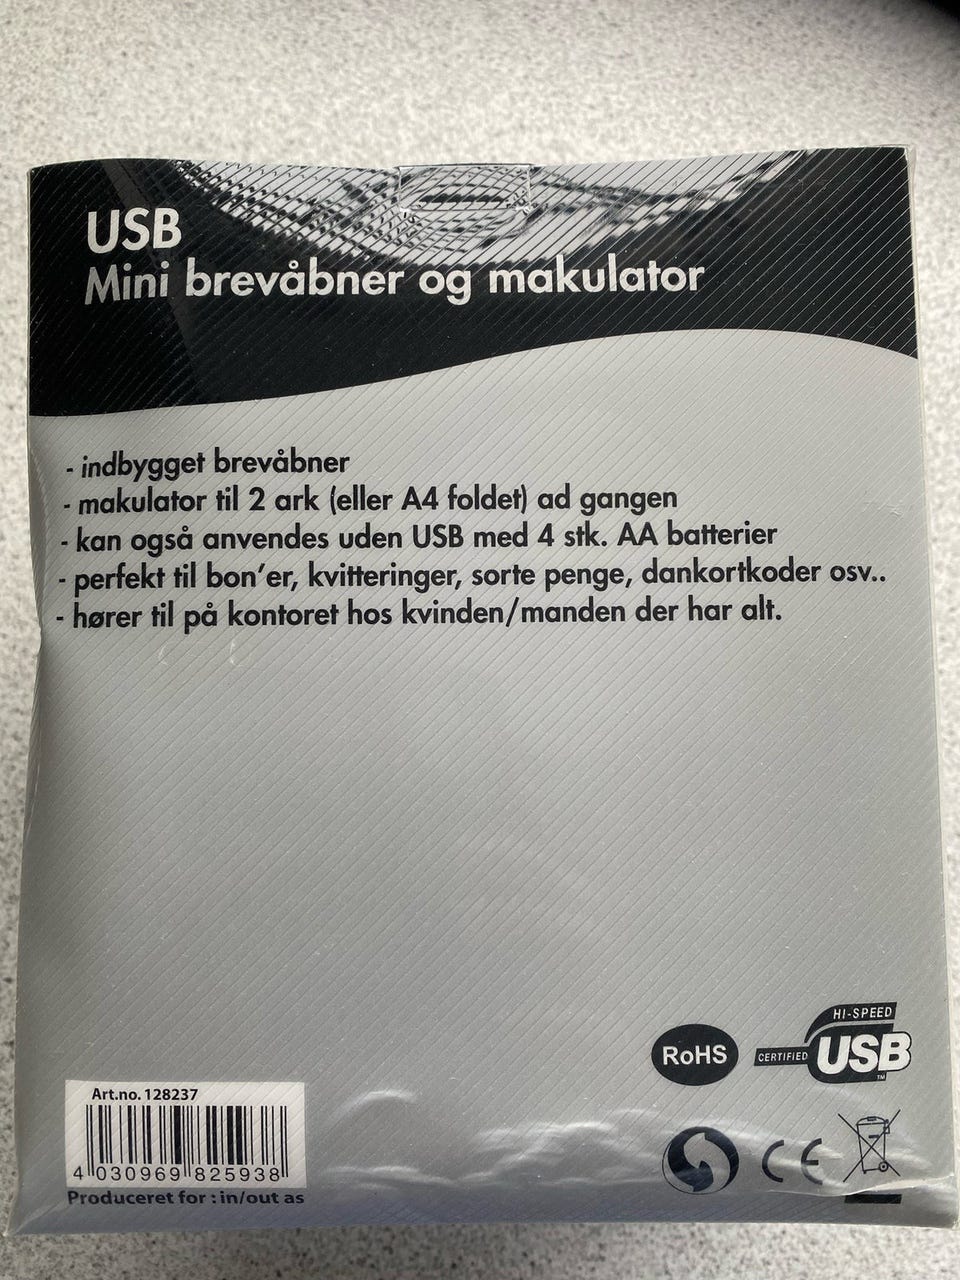 USB
Mini brevåbner og makulator
- indbygget brevåbner
- makulator til 2 ark (eller A4 foldet) ad gangen
- kan også anvendes uden USB med 4 stk. AA batterier
- perfekt til bon'er, kvitteringer, sorte penge, dankortkoder osv..
- hører til på kontoret hos kvinden/manden der har alt.
HI-SPEED
RoHS
CERTIFIED USB
TM
Art.no. 128237
4 030969 825938
CE
Produceret for : in/out as